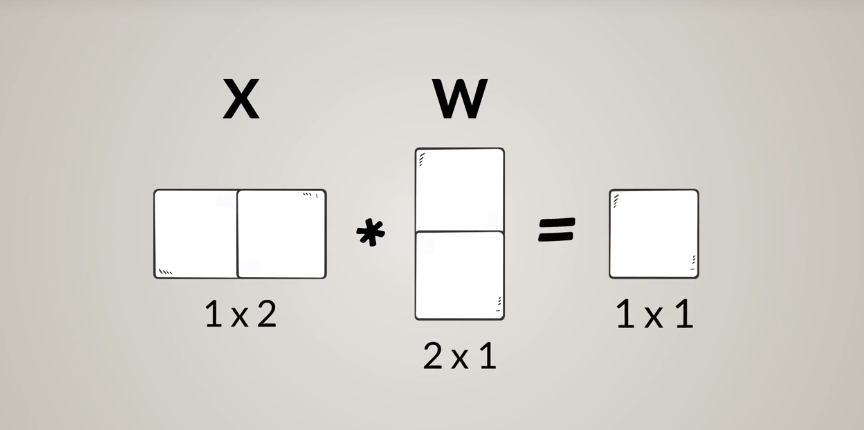 X W
* =
1 x 2
1 x 1
2 x 1